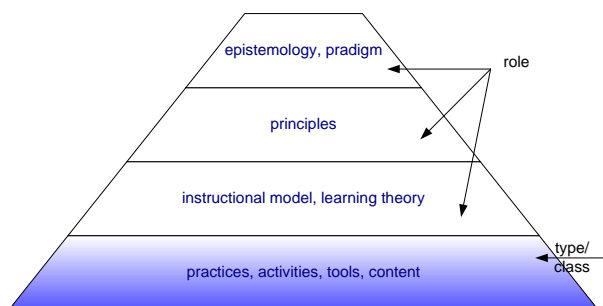 epistemology, pradigm
role
principles
instructional model, learning theory
type/
class
practices, activities, tools, content